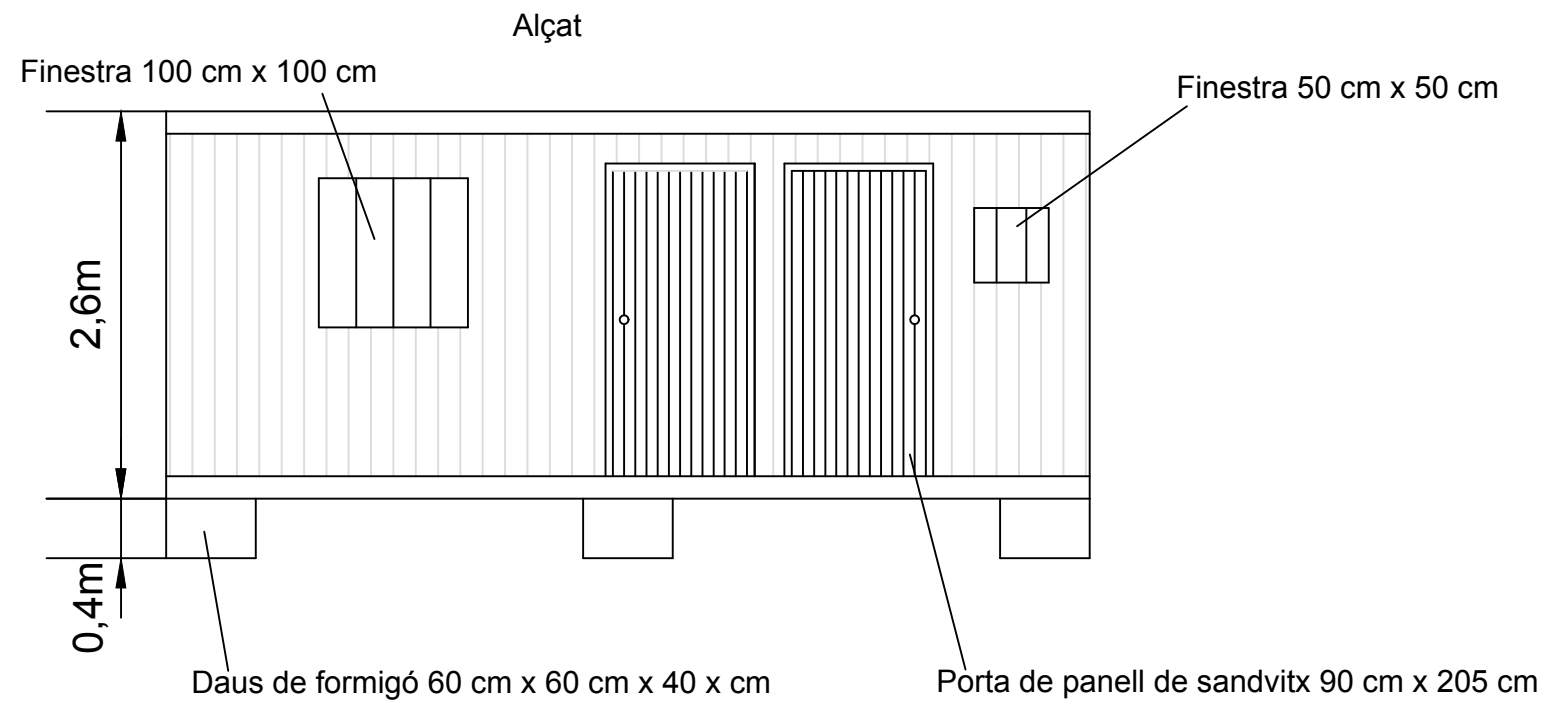 Alçat
Finestra 100 cm x 100 cm
Finestra 50 cm x 50 cm
2,6m
0,4m
Daus de formigó 60 cm x 60 cm x 40 x cm
Porta de panell de sandvitx 90 cm x 205 cm